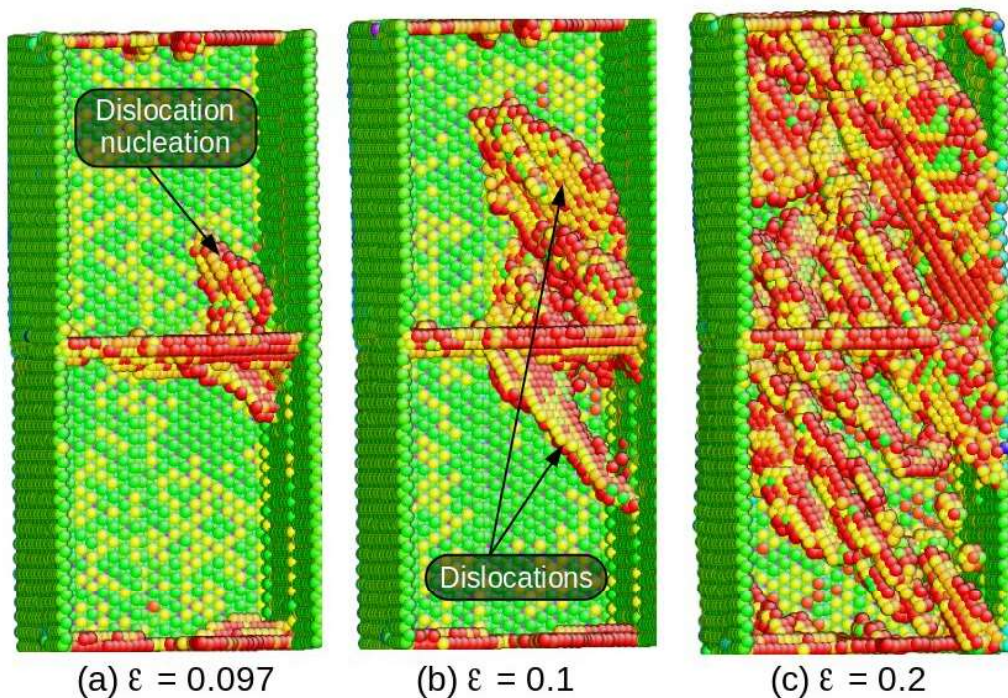 Dislocation
nucleation
Dislocations
(a) ε = 0.097
(b) ε = 0.1
(c) ε = 0.2